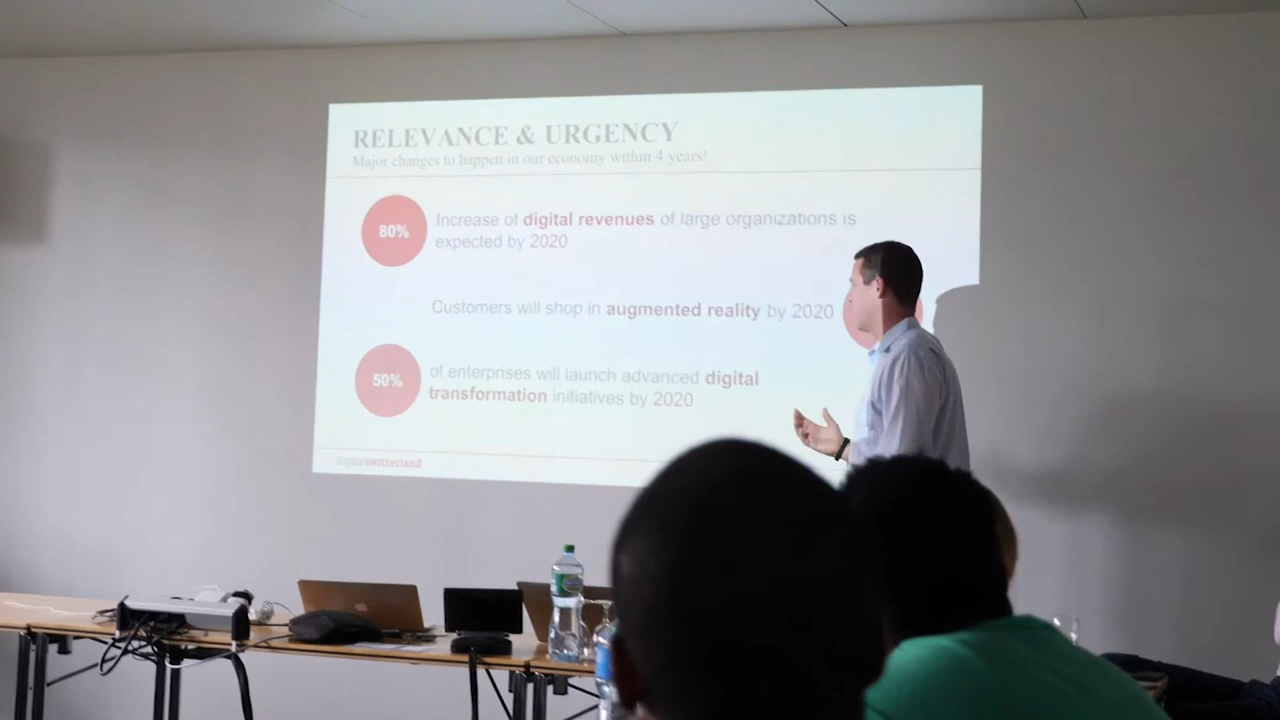 RELEVANCE & URGENCY
Major changes to happen in our economy within 4 years!
80%
Increase of digital revenues of large organizations is
expected by 2020
Customers will shop in augmented reality by 2020
50%
of enterprises will launch advanced digital
transformation initiatives by 2020
digitalswitzerland